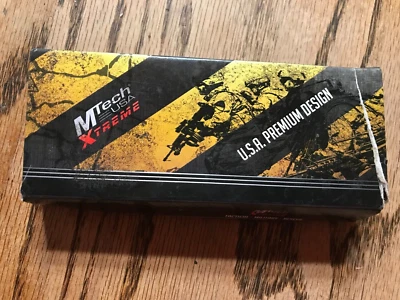 MTech
USA
XTREME
U.S.A. PREMIUM DESIGN